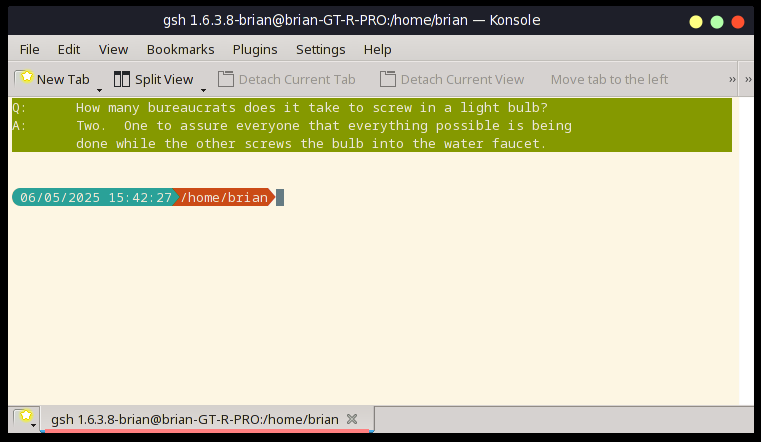 gsh 1.6.3.8-brian@brian-GT-R-PRO:/home/brian — Konsole
File Edit View Bookmarks Plugins Settings Help
New Tab Split View Detach Current Tab Detach Current View Move tab to the left » »
Q: How many bureaucrats does it take to screw in a light bulb?
A: Two. One to assure everyone that everything possible is being
done while the other screws the bulb into the water faucet.
06/05/2025 15:42:27 /home/brian
gsh 1.6.3.8-brian@brian-GT-R-PRO:/home/brian